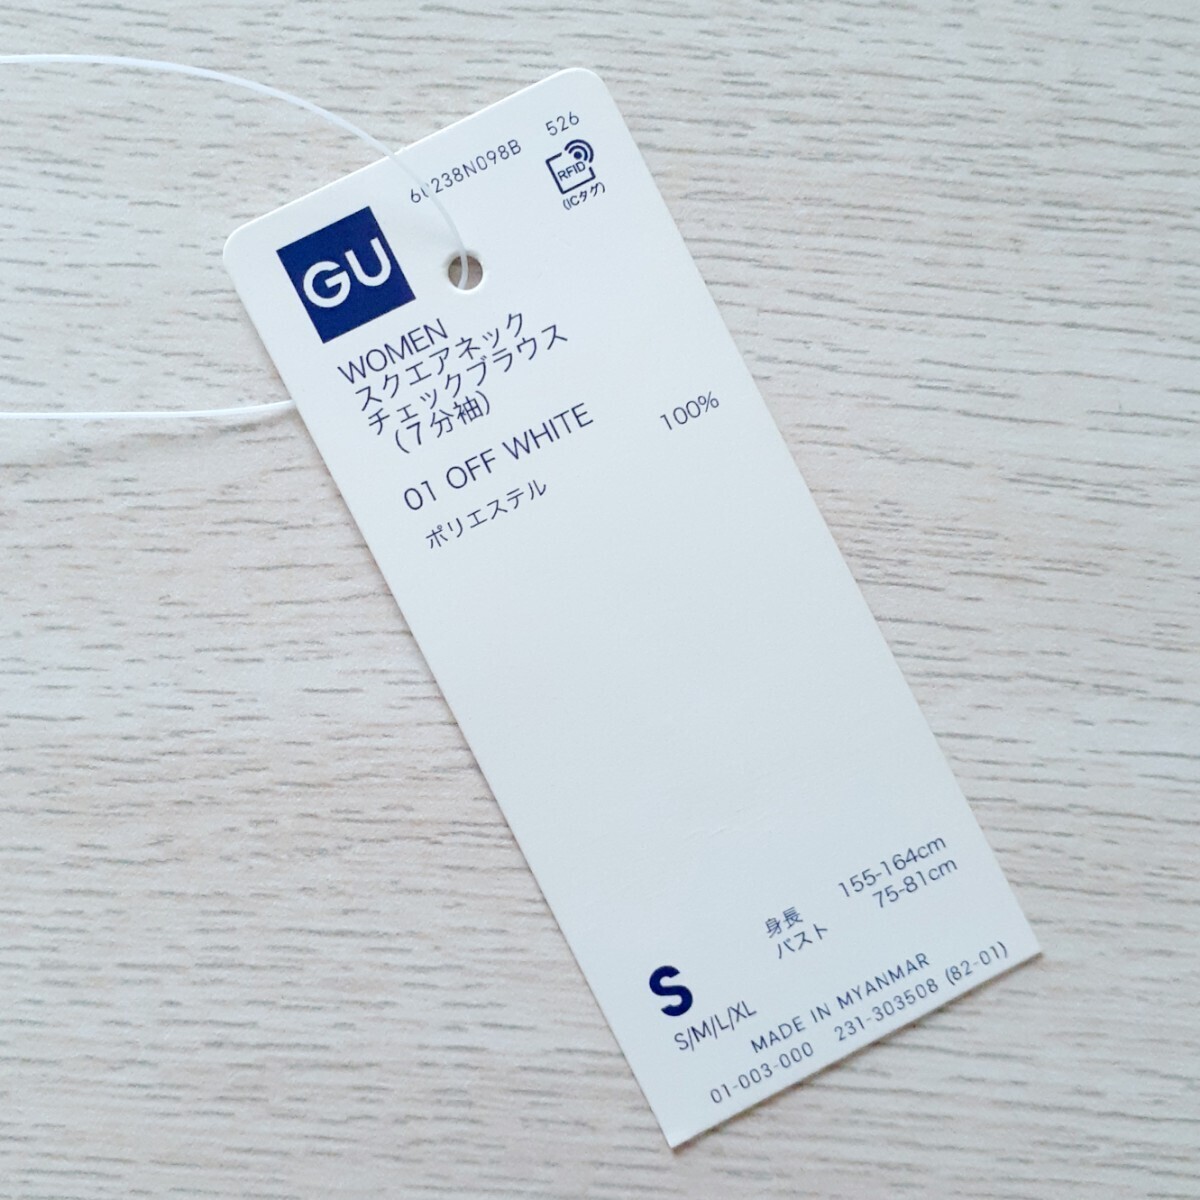 526
RFID
(ICタグ)
GU
WOMEN
スクエアネック
チェックブラウス
(7分袖)
01 OFF WHITE
ポリエステル 100%
身長 155-164cm
バスト 75-81cm
S
S/M/L/XL
MADE IN MYANMAR
01-003-000 231-303508 (82-01)